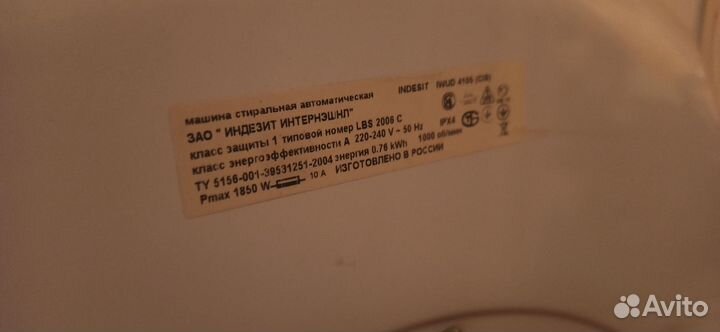 машина стиральная автоматическая INDESIT IWUD 4105 (CIS)
ЗАО " ИНДЕЗИТ ИНТЕРНЭШНЛ"
класс защиты 1 типовой номер LBS 2006 C IPX4
класс энергоэффективности A 220-240 V ~ 50 Hz 1000 об/мин
ТУ 5156-001-39531251-2004 энергия 0.76 kWh
Pmax 1850 W 10 A ИЗГОТОВЛЕНО В РОССИИ
Avito